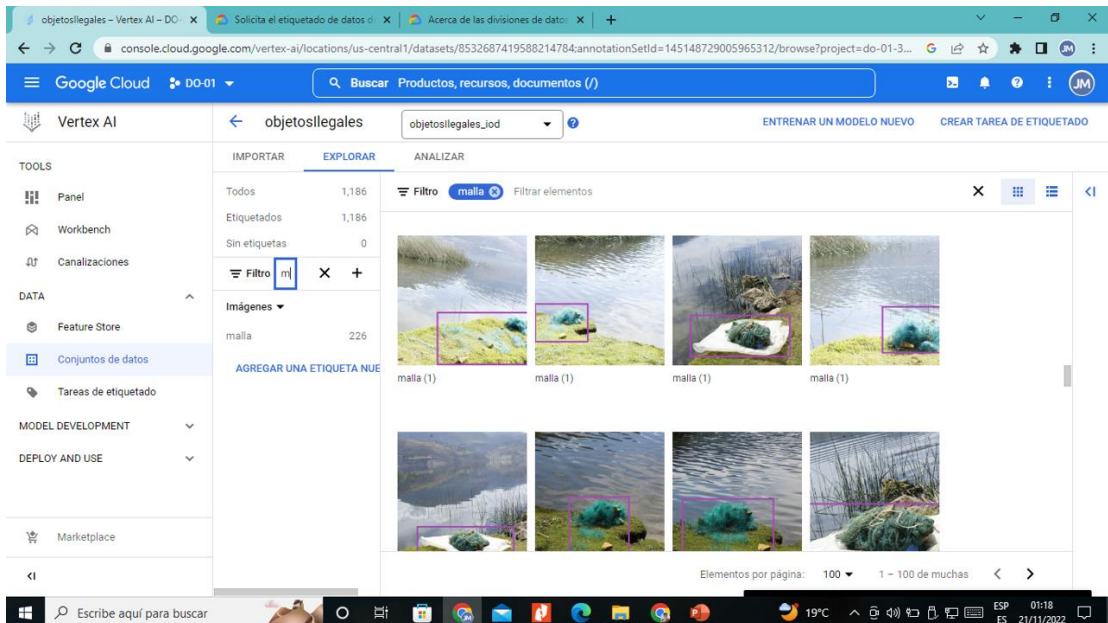 objetosIlegales – Vertex AI – DO-
Solicita el etiquetado de datos d
Acerca de las divisiones de datos
console.cloud.google.com/vertex-ai/locations/us-central1/datasets/8532687419588214784;annotationSetId=145148729005965312/browse?project=do-01-3...
Google Cloud
DO-01
Buscar Productos, recursos, documentos (/)
JM
Vertex AI
objetosIlegales
objetosIlegales_iod
ENTRENAR UN MODELO NUEVO
CREAR TAREA DE ETIQUETADO
IMPORTAR
EXPLORAR
ANALIZAR
TOOLS
Panel
Workbench
Canalizaciones
DATA
Feature Store
Conjuntos de datos
Tareas de etiquetado
MODEL DEVELOPMENT
DEPLOY AND USE
Marketplace
Todos 1,186
Etiquetados 1,186
Sin etiquetas 0
Filtro m
Imágenes
malla 226
AGREGAR UNA ETIQUETA NUE
Filtro malla Filtrar elementos
malla (1)
malla (1)
malla (1)
malla (1)
Elementos por página: 100 1 – 100 de muchas
Escribe aquí para buscar
19°C
ESP
ES
01:18
21/11/2022